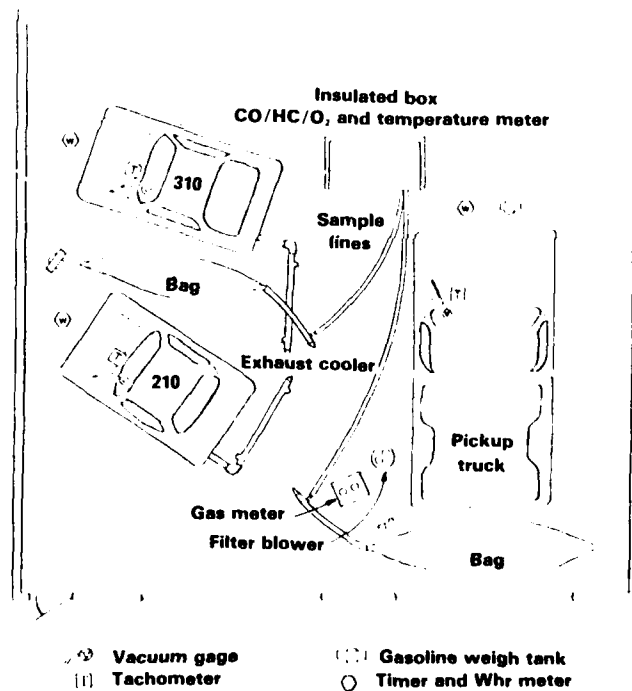 Insulated box
CO/HC/O₂ and temperature meter
(w)
[T]
310
Sample
lines
(w)
[T]
Bag
(w)
[T]
210
Exhaust cooler
Pickup
truck
Gas meter
Filter blower
Bag
Vacuum gage
Gasoline weigh tank
[T] Tachometer
Timer and Whr meter